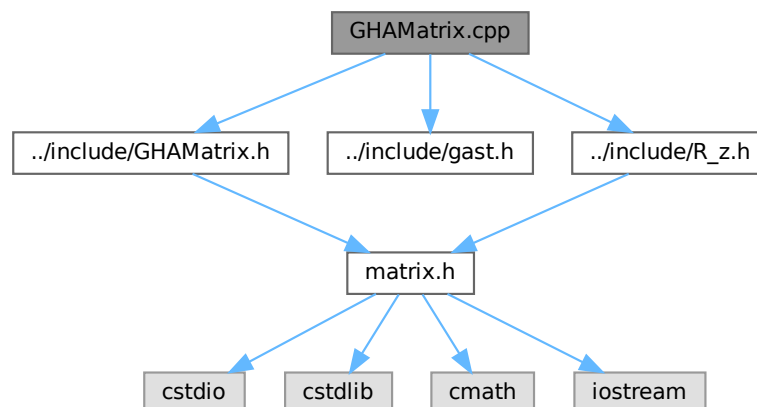 GHAMatrix.cpp
../include/GHAMatrix.h
../include/gast.h
../include/R_z.h
matrix.h
cstdio
cstdlib
cmath
iostream